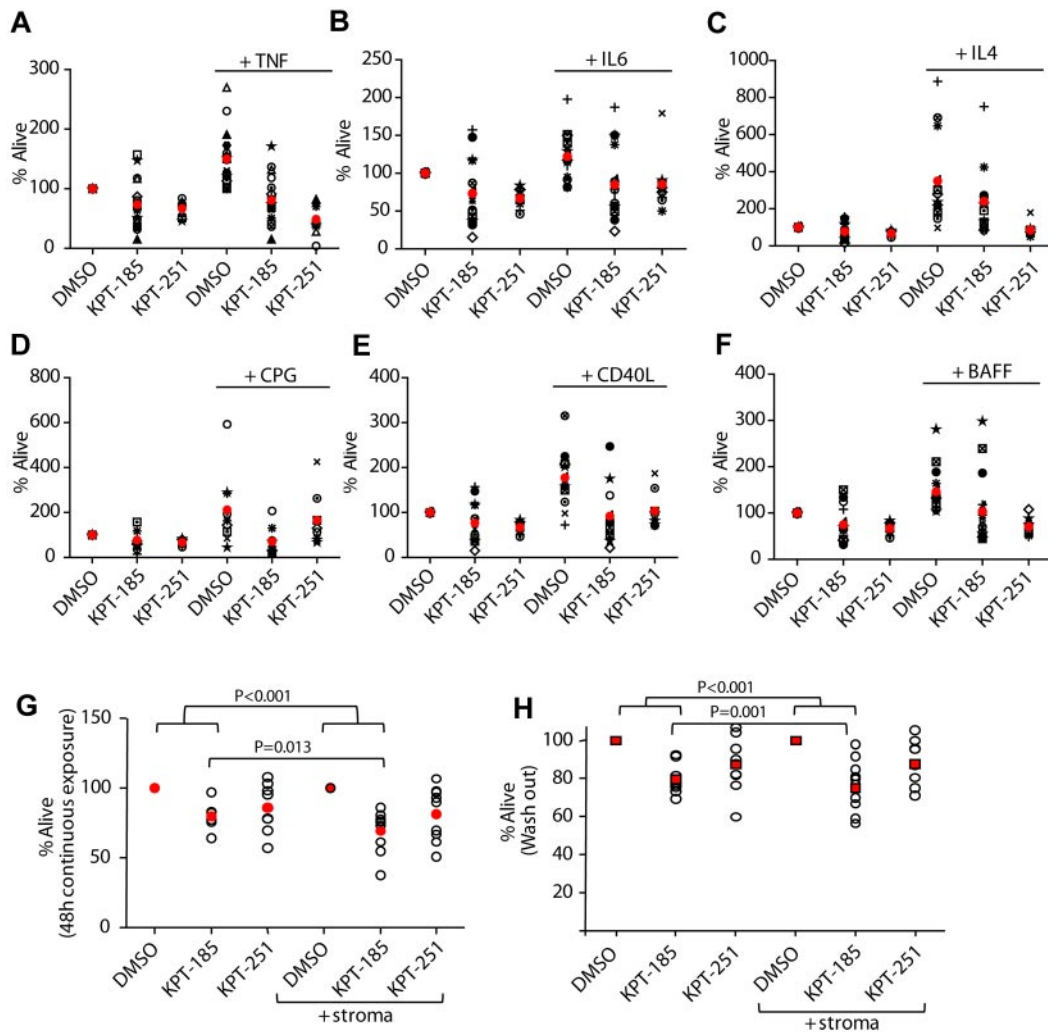 A
+ TNF
% Alive
300
200
100
0
DMSO
KPT-185
KPT-251
DMSO
KPT-185
KPT-251
B
+ IL6
% Alive
250
200
150
100
50
0
DMSO
KPT-185
KPT-251
DMSO
KPT-185
KPT-251
C
+ IL4
% Alive
1000
800
600
400
200
0
DMSO
KPT-185
KPT-251
DMSO
KPT-185
KPT-251
D
+ CPG
% Alive
800
600
400
200
0
DMSO
KPT-185
KPT-251
DMSO
KPT-185
KPT-251
E
+ CD40L
% Alive
400
300
200
100
0
DMSO
KPT-185
KPT-251
DMSO
KPT-185
KPT-251
F
+ BAFF
% Alive
400
300
200
100
0
DMSO
KPT-185
KPT-251
DMSO
KPT-185
KPT-251
G
P<0.001
P=0.013
% Alive
(48h continuous exposure)
150
100
50
0
DMSO
KPT-185
KPT-251
DMSO
KPT-185
KPT-251
+stroma
H
P<0.001
P=0.001
% Alive
(Wash out)
100
80
60
40
20
DMSO
KPT-185
KPT-251
DMSO
KPT-185
KPT-251
+stroma